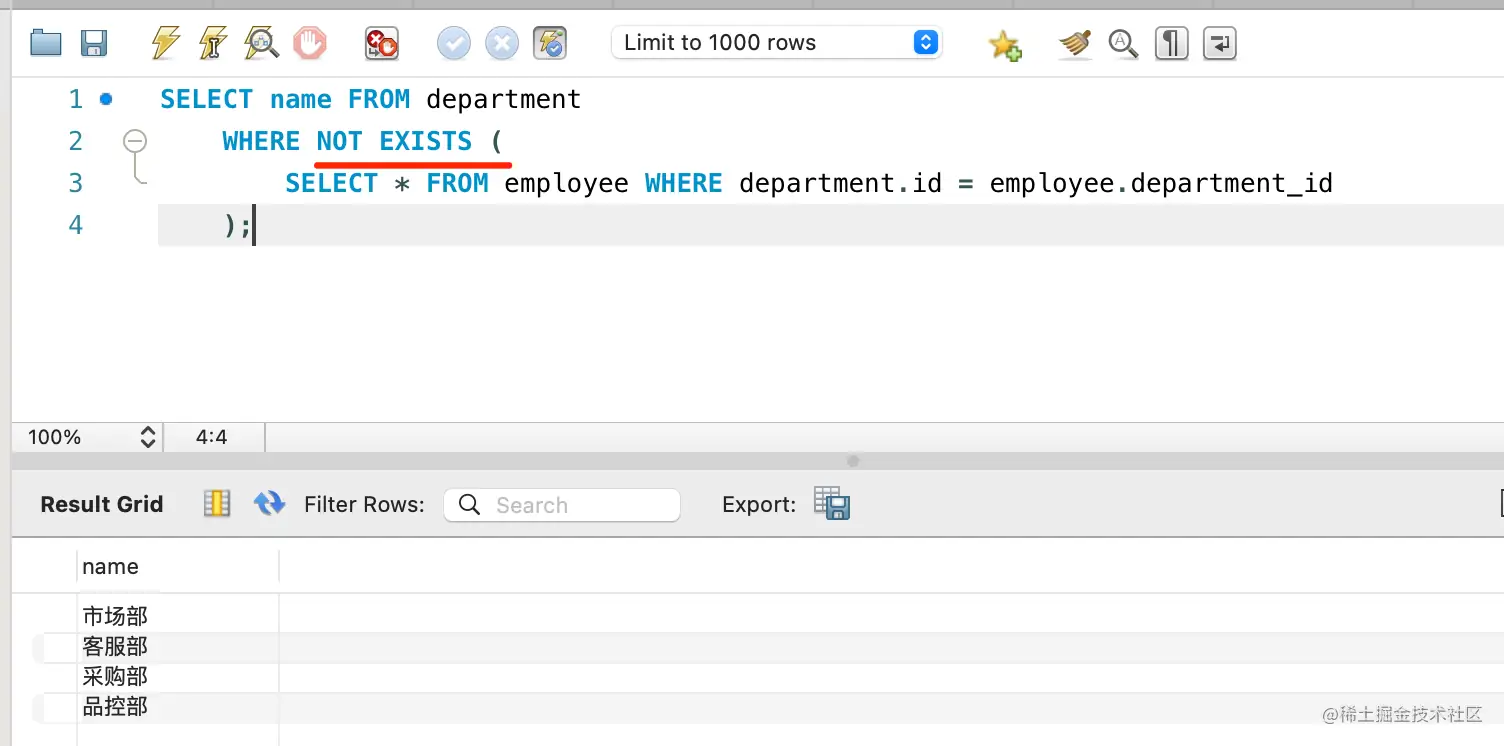 Limit to 1000 rows
1 SELECT name FROM department
2 WHERE NOT EXISTS (
3 SELECT * FROM employee WHERE department.id = employee.department_id
4 );
100% 4:4
Result Grid Filter Rows: Search Export:
name
市场部
客服部
采购部
品控部
@稀土掘金技术社区